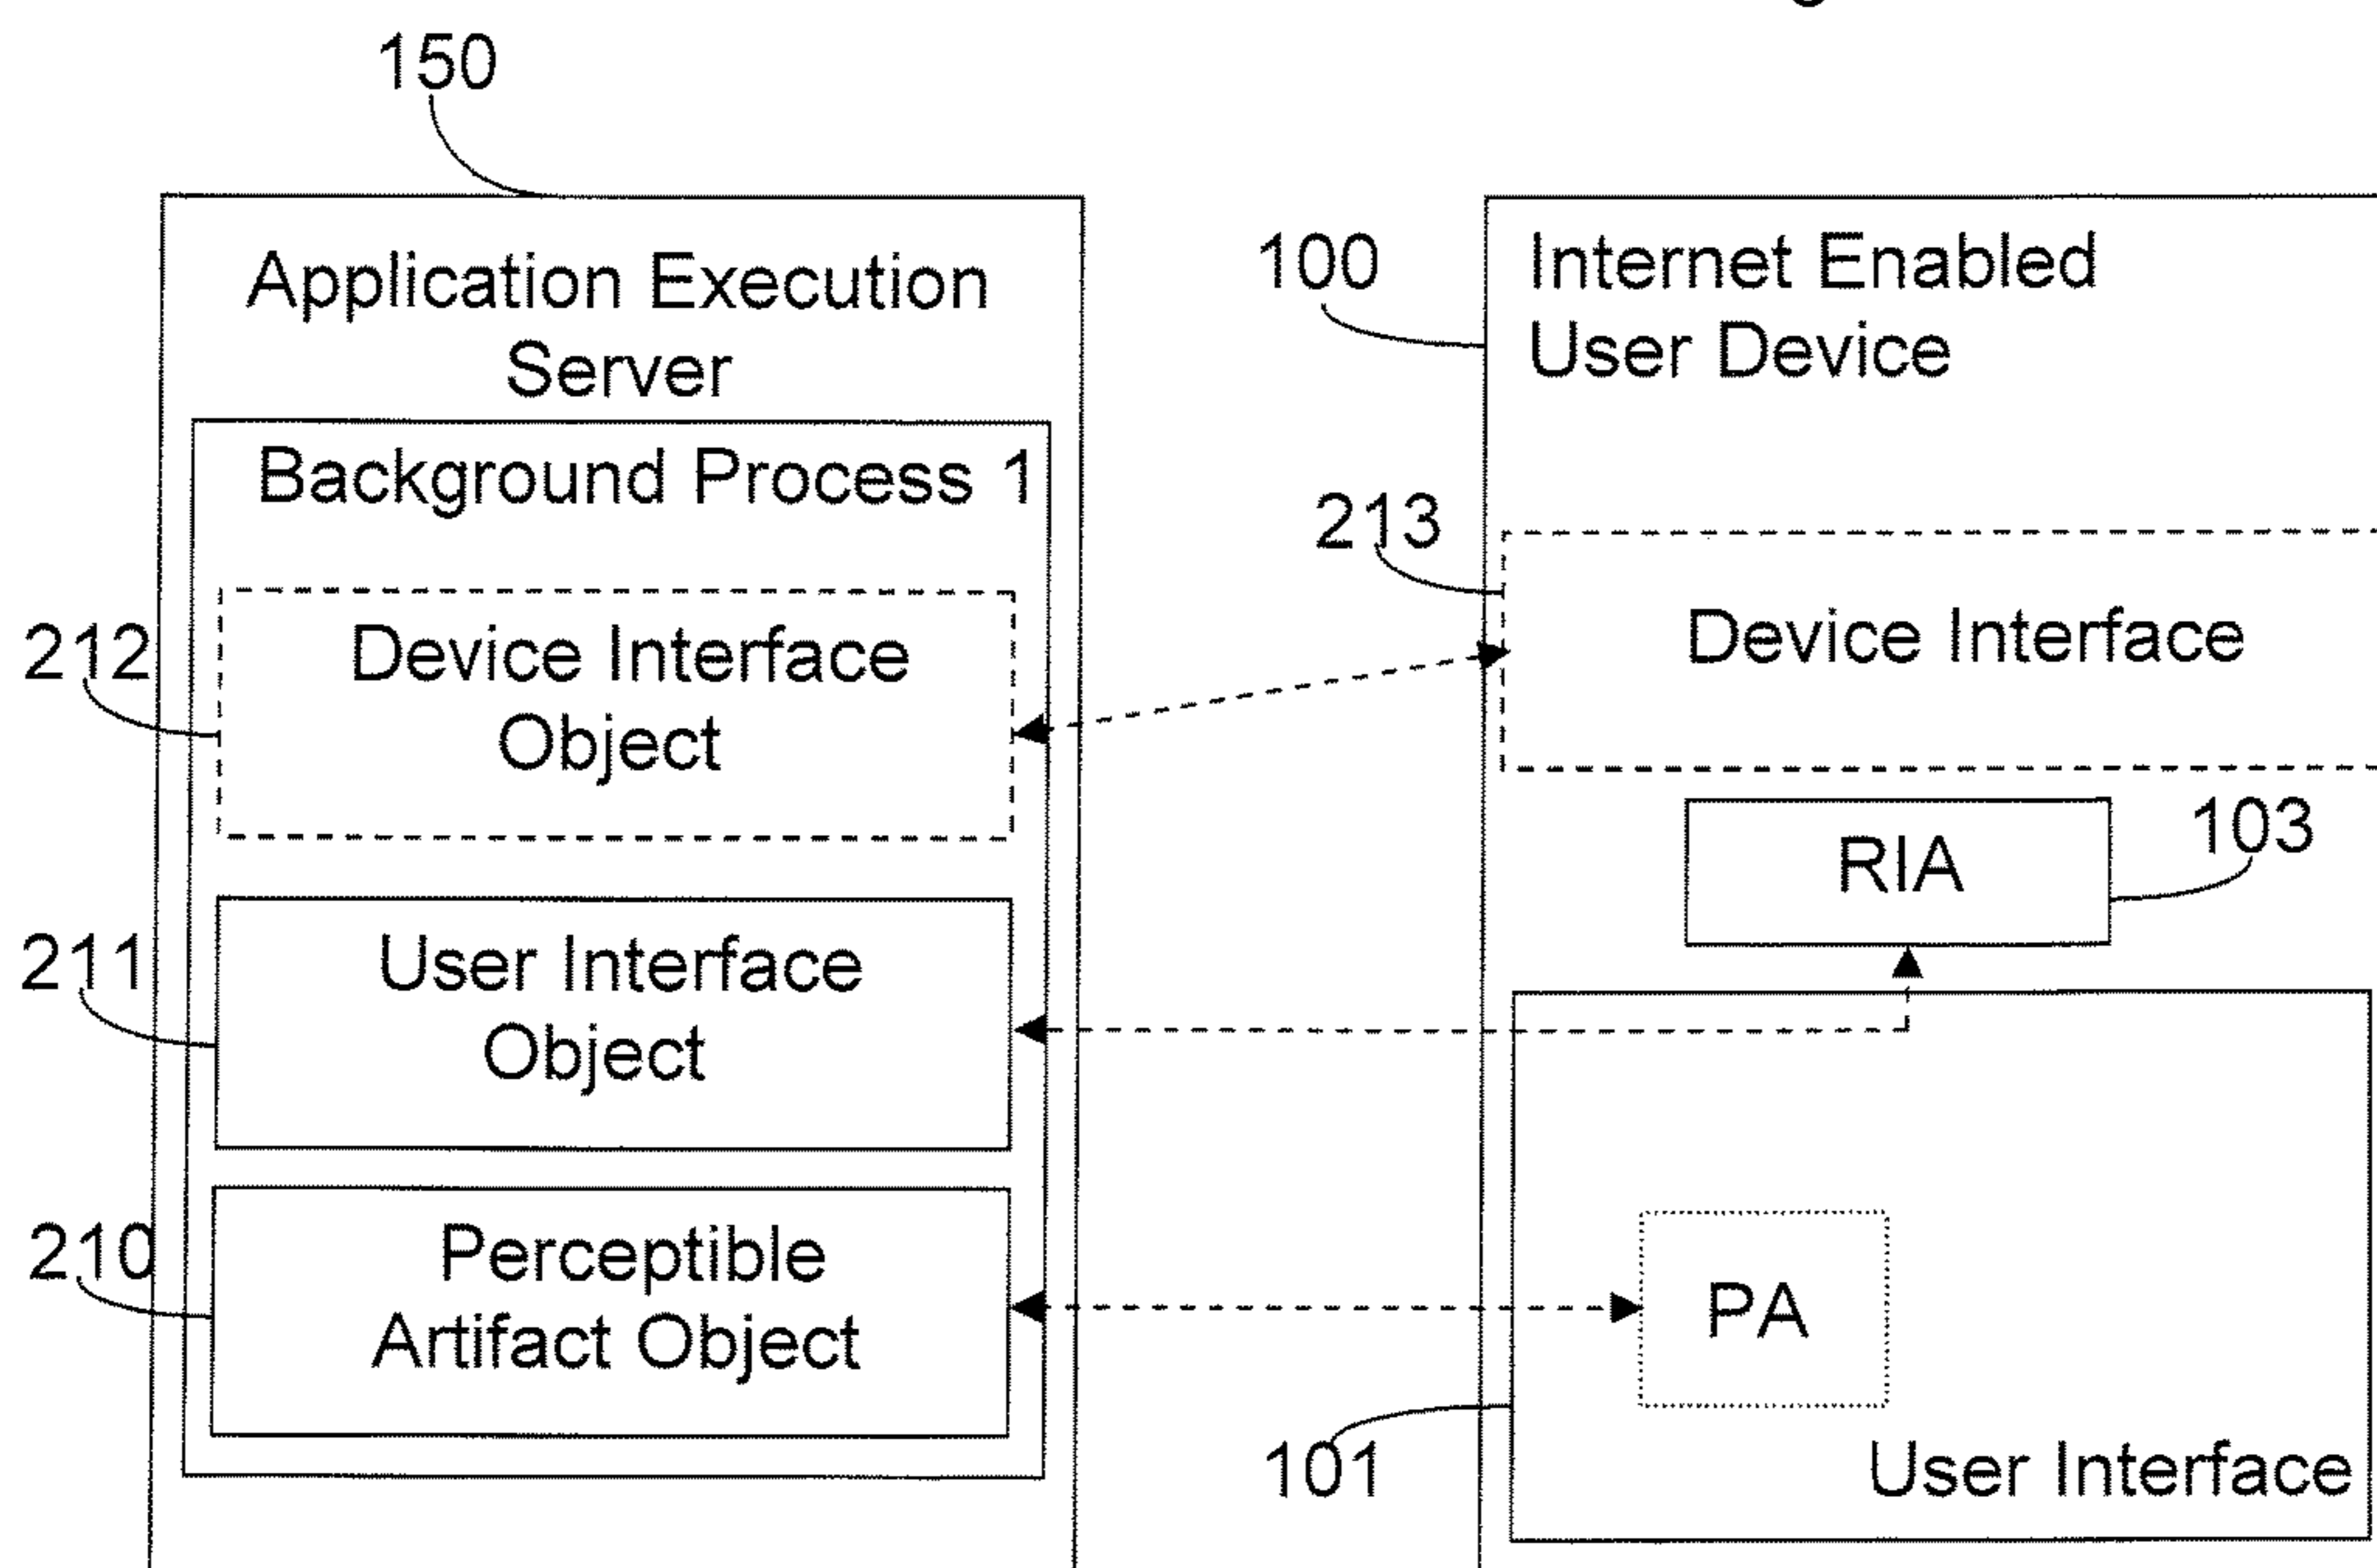 150
Application Execution
Server
Background Process 1
212
Device Interface
Object
211
User Interface
Object
210
Perceptible
Artifact Object
100
Internet Enabled
User Device
213
Device Interface
RIA
103
PA
101
User Interface